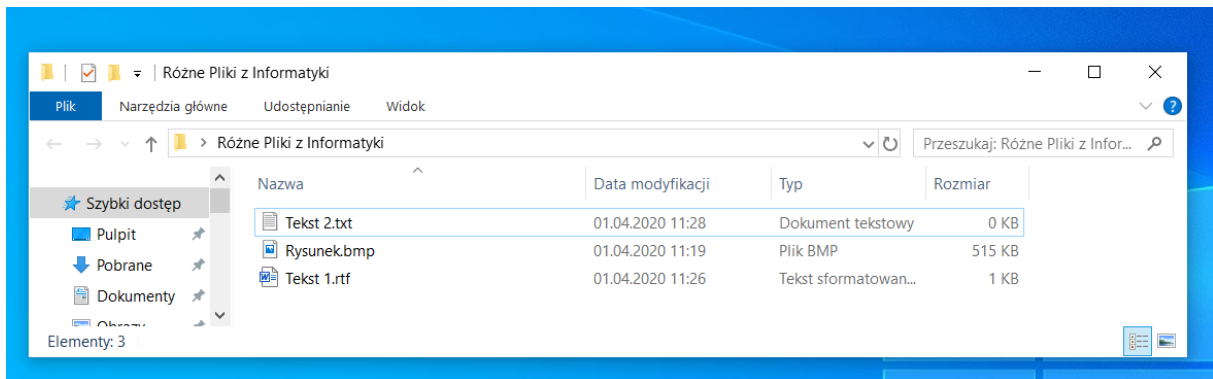 Różne Pliki z Informatyki
Plik Narzędzia główne Udostępnianie Widok
Różne Pliki z Informatyki Przeszukaj: Różne Pliki z Infor...
Nazwa Data modyfikacji Typ Rozmiar
Szybki dostęp
Tekst 2.txt 01.04.2020 11:28 Dokument tekstowy 0 KB
Pulpit
Rysunek.bmp 01.04.2020 11:19 Plik BMP 515 KB
Pobrane
Tekst 1.rtf 01.04.2020 11:26 Tekst sformatowan... 1 KB
Dokumenty
Obrazy
Elementy: 3